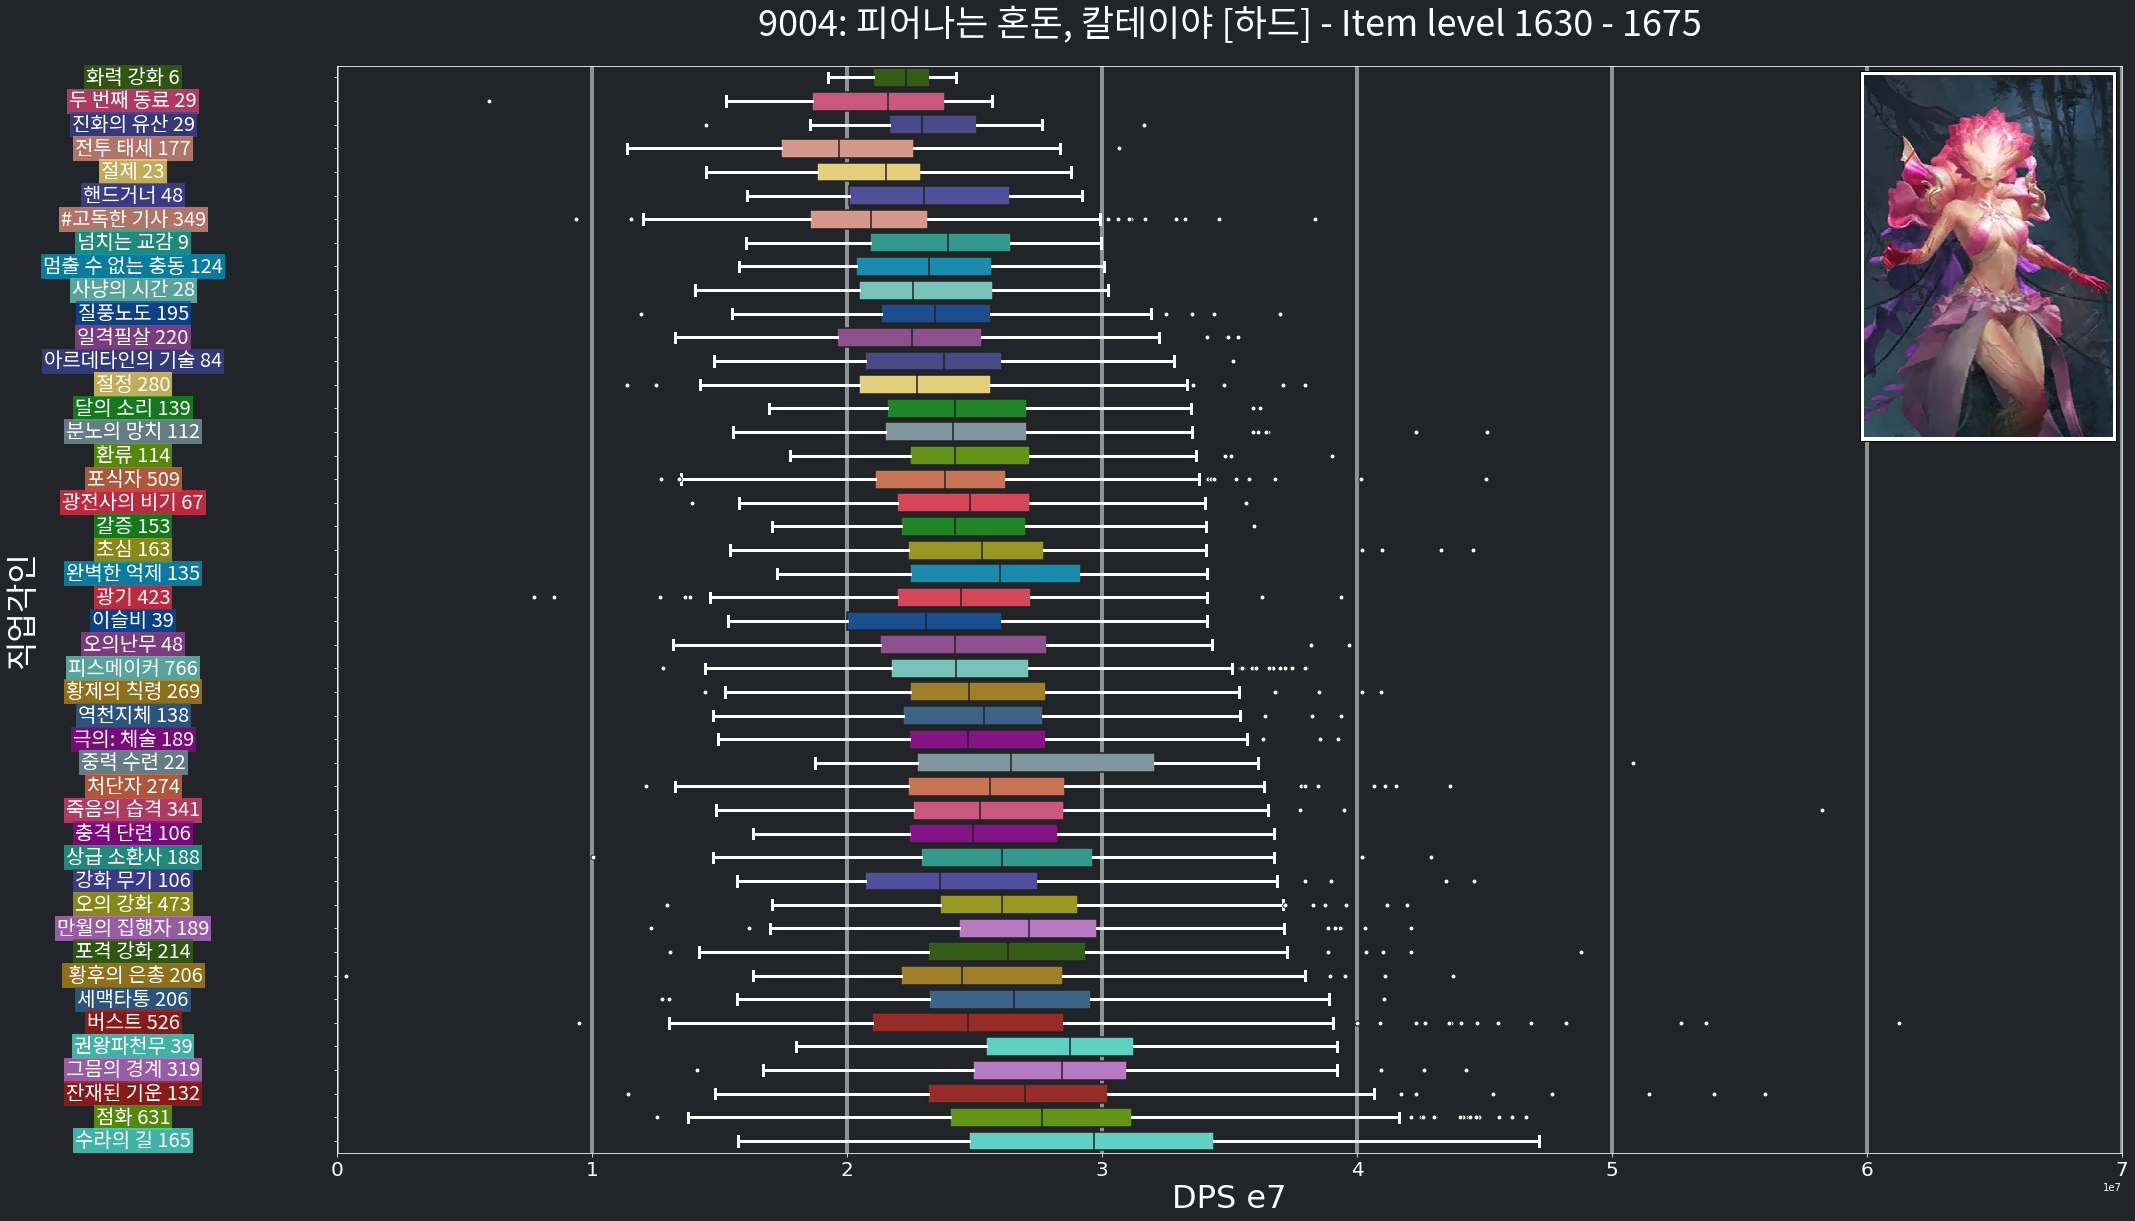 9004: 피어나는 혼돈, 칼테이야 [하드] - Item level 1630 - 1675
직업각인
화력 강화 6
두 번째 동료 29
진화의 유산 29
전투 태세 177
절제 23
핸드거너 48
#고독한 기사 349
넘치는 교감 9
멈출 수 없는 충동 124
사냥의 시간 28
질풍노도 195
일격필살 220
아르데타인의 기술 84
절정 280
달의 소리 139
분노의 망치 112
환류 114
포식자 509
광전사의 비기 67
갈증 153
초심 163
완벽한 억제 135
광기 423
이슬비 39
오의난무 48
피스메이커 766
황제의 칙령 269
역천지체 138
극의: 체술 189
중력 수련 22
처단자 274
죽음의 습격 341
충격 단련 106
상급 소환사 188
강화 무기 106
오의 강화 473
만월의 집행자 189
포격 강화 214
황후의 은총 206
세맥타통 206
버스트 526
권왕파천무 39
그믐의 경계 319
잔재된 기운 132
점화 631
수라의 길 165
0 1 2 3 4 5 6 7
1e7
DPS e7